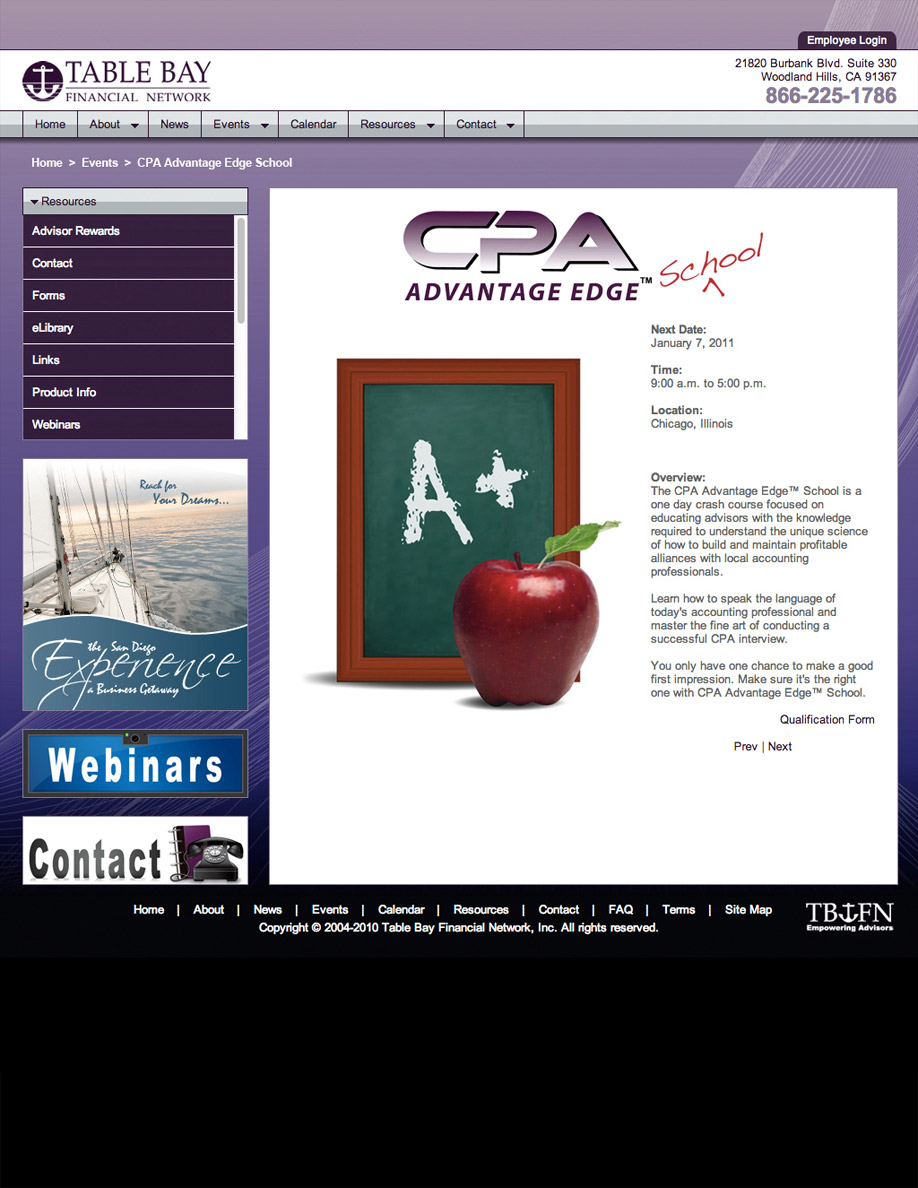 Employee Login
TABLE BAY
FINANCIAL NETWORK
21820 Burbank Blvd. Suite 330
Woodland Hills, CA 91367
866-225-1786
Home About News Events Calendar Resources Contact
Home > Events > CPA Advantage Edge School
Resources
Advisor Rewards
Contact
Forms
eLibrary
Links
Product Info
Webinars
Reach for
Your Dreams...
the San Diego
Experience
a Business Getaway
Webinars
Contact
CPA
ADVANTAGE EDGE™
School
A+
Next Date:
January 7, 2011
Time:
9:00 a.m. to 5:00 p.m.
Location:
Chicago, Illinois
Overview:
The CPA Advantage Edge™ School is a
one day crash course focused on
educating advisors with the knowledge
required to understand the unique science
of how to build and maintain profitable
alliances with local accounting
professionals.
Learn how to speak the language of
today's accounting professional and
master the fine art of conducting a
successful CPA interview.
You only have one chance to make a good
first impression. Make sure it's the right
one with CPA Advantage Edge™ School.
Qualification Form
Prev | Next
Home | About | News | Events | Calendar | Resources | Contact | FAQ | Terms | Site Map
Copyright © 2004-2010 Table Bay Financial Network, Inc. All rights reserved.
TBFN
Empowering Advisors